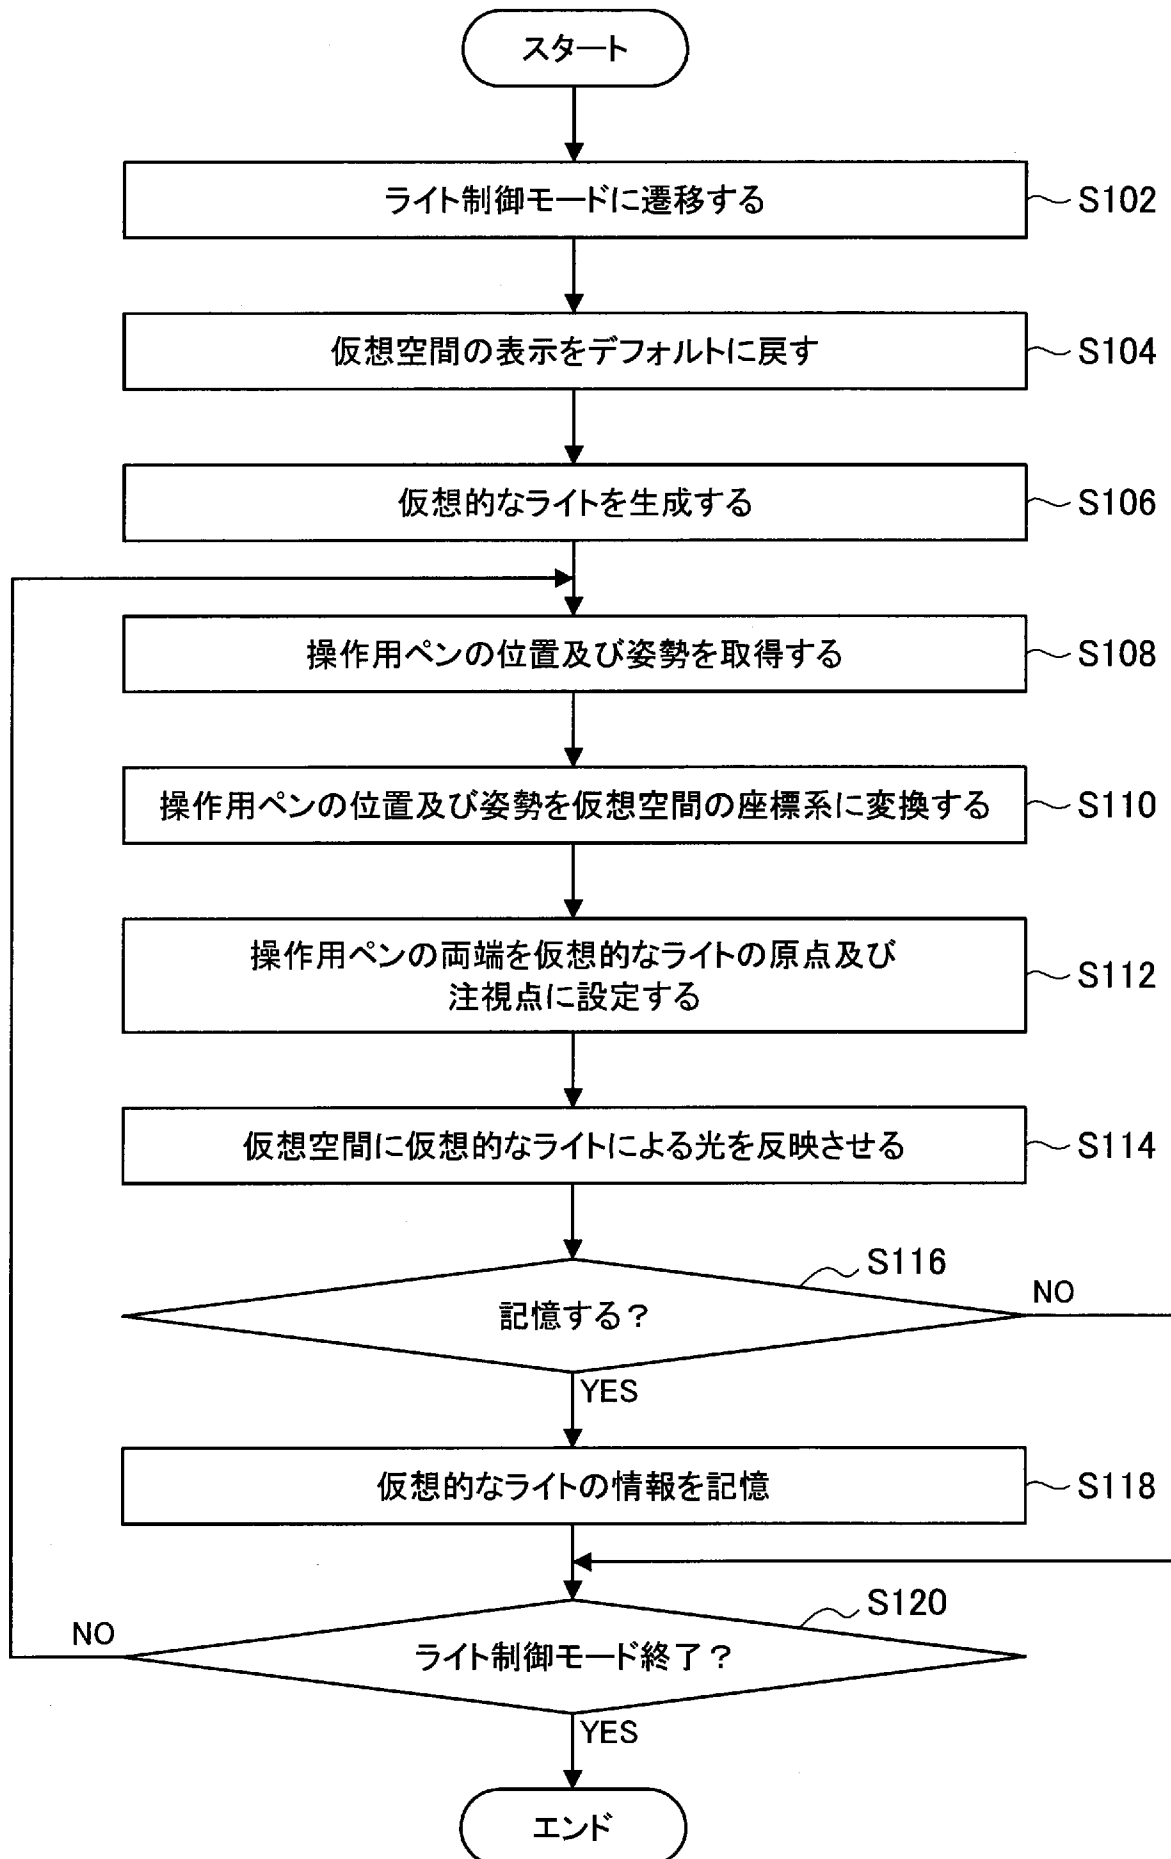 スタート
ライト制御モードに遷移する
S102
仮想空間の表示をデフォルトに戻す
S104
仮想的なライトを生成する
S106
操作用ペンの位置及び姿勢を取得する
S108
操作用ペンの位置及び姿勢を仮想空間の座標系に変換する
S110
操作用ペンの両端を仮想的なライトの原点及び
注視点に設定する
S112
仮想空間に仮想的なライトによる光を反映させる
S114
S116
NO
記憶する？
YES
仮想的なライトの情報を記憶
S118
S120
NO
ライト制御モード終了？
YES
エンド